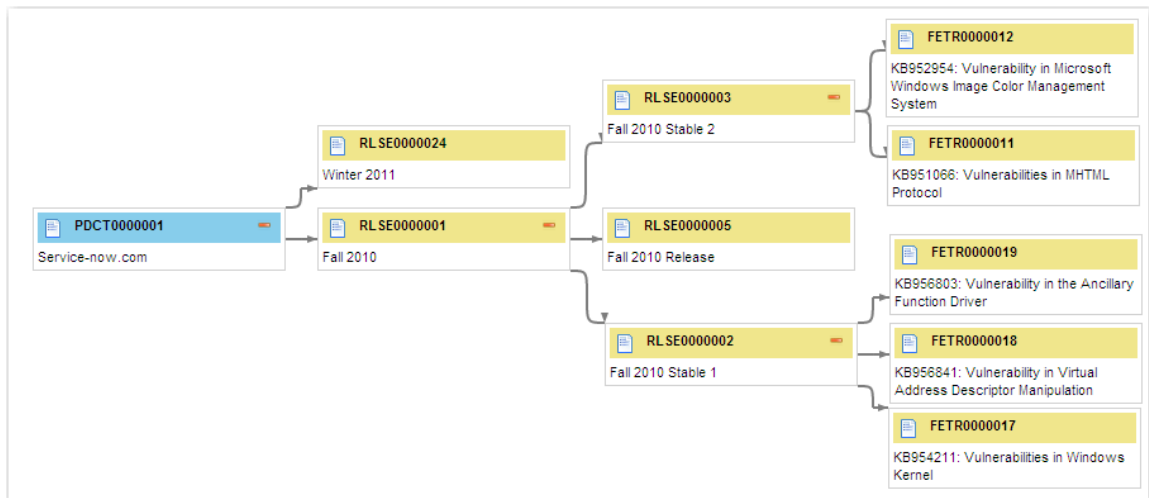 PDCT0000001
Service-now.com
RLSE0000024
Winter 2011
RLSE0000001
Fall 2010
RLSE0000003
Fall 2010 Stable 2
RLSE0000005
Fall 2010 Release
RLSE0000002
Fall 2010 Stable 1
FETR0000012
KB952954: Vulnerability in Microsoft
Windows Image Color Management
System
FETR0000011
KB951066: Vulnerabilities in MHTML
Protocol
FETR0000019
KB956803: Vulnerability in the Ancillary
Function Driver
FETR0000018
KB956841: Vulnerability in Virtual
Address Descriptor Manipulation
FETR0000017
KB954211: Vulnerabilities in Windows
Kernel